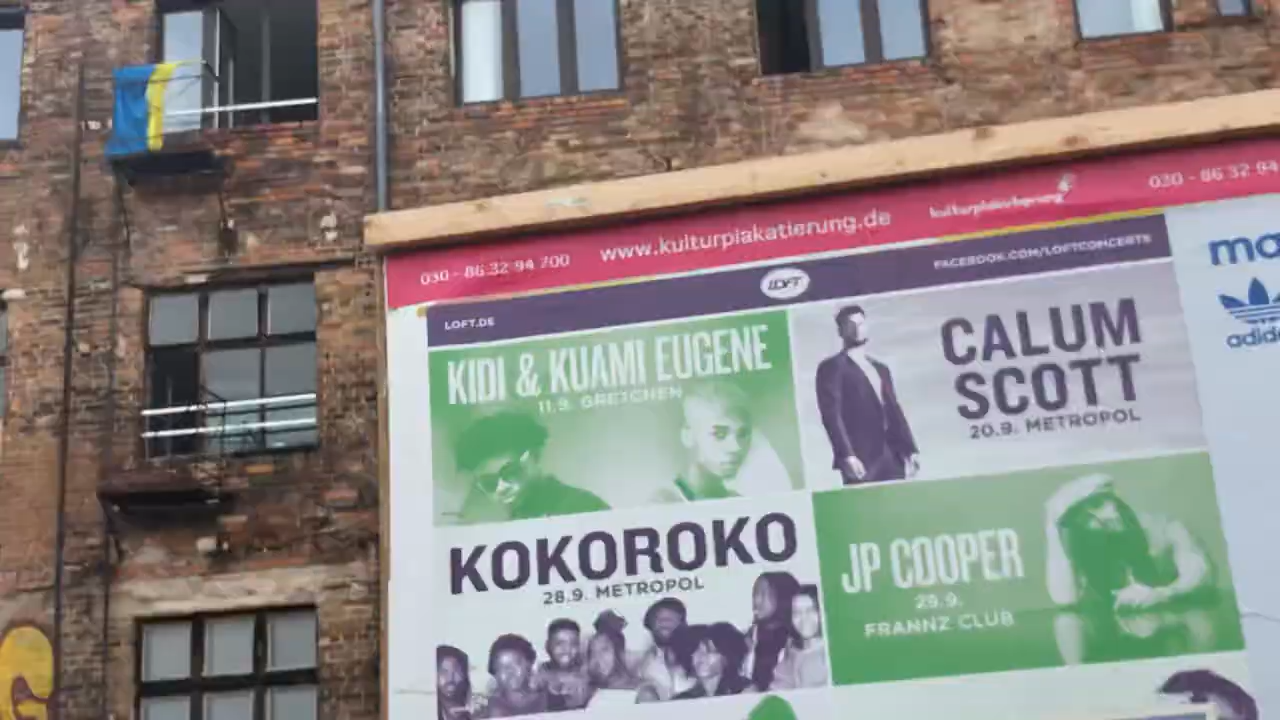 030 - 86 32 94 700
www.kulturplakatierung.de
kulturplakatierung
030 - 86 32 94
LOFT.DE
LOFT
FACEBOOK.COM/LOFTCONCERTS
KIDI & KUAMI EUGENE
11.9. GRETCHEN
CALUM
SCOTT
20.9. METROPOL
KOKOROKO
28.9. METROPOL
JP COOPER
29.9.
FRANNZ CLUB
adidas
G